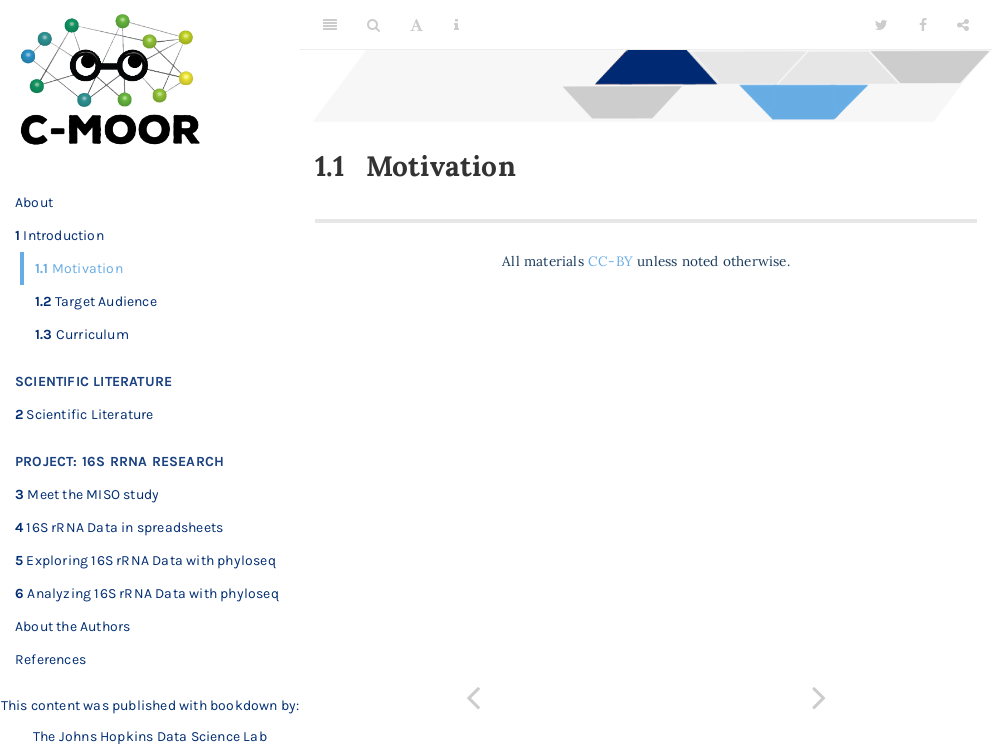 C-MOOR
About
1 Introduction
1.1 Motivation
1.2 Target Audience
1.3 Curriculum
SCIENTIFIC LITERATURE
2 Scientific Literature
PROJECT: 16S RRNA RESEARCH
3 Meet the MISO study
4 16S rRNA Data in spreadsheets
5 Exploring 16S rRNA Data with phyloseq
6 Analyzing 16S rRNA Data with phyloseq
About the Authors
References
This content was published with bookdown by:
The Johns Hopkins Data Science Lab
1.1 Motivation
All materials CC-BY unless noted otherwise.